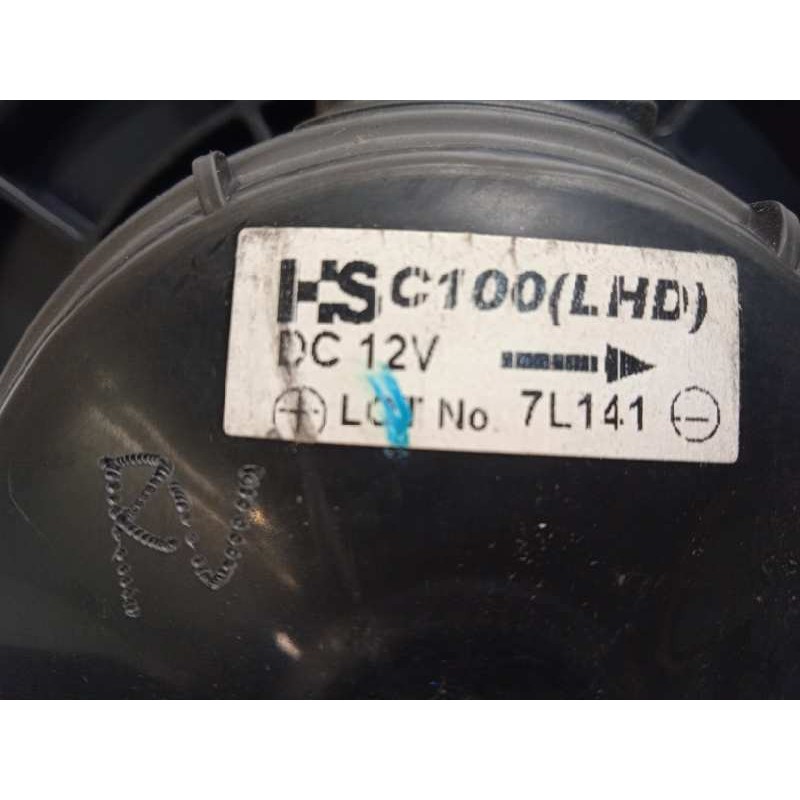 HS C100(LHD)
DC 12V
+ LOT No. 7L141 -